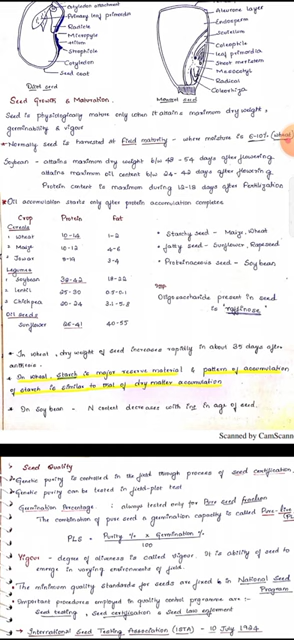 Cotyledon attachment
Primary leaf primordia
Radicle
Micropyle
Hilum
Strophiole
Cotyledon
Seed coat
Dicot seed
Aleurone layer
Endosperm
Scutellum
Coleoptile
leaf primordia
Shoot meristem
Mesocotyl
Radical
Coleorhiza
Monocot seed
Seed Growth & Maturation.
Seed is physiologically mature only when it attains maximum dry weight,
germinability & vigour
* Normally seed is harvested at field maturity - where moisture is 6-10% (wheat)
Soybean - attains maximum dry weight b/w 48 - 54 days after flowering
attains maximum oil content b/w 24 - 42 days after flowering
Protein content is maximum during 12-18 days after Fertilization
* Oil accumulation starts only after protein accumulation completes
Crop Protein Fat
Cereals
1 Wheat 10-14 1-2
2 Maize 10-12 4-6
3 Jowar 8-14 3-4
Legumes
1 Soybean 38-42 18-22
2 Lentil 25-30 0.5-0.1
3 Chickpea 20-24 3.1-5.8
Oil Seeds
Sunflower 26-41 40-55
* Starchy seed - Maize, Wheat
* Fatty seed - Sunflower, Rapeseed
* Proteinaceous seed - Soybean
Oligosaccharide present in seed
is "raffinose"
* In wheat, dry weight of seed increases rapidly in about 35 days after
anthesis.
* In wheat, starch is major reserve material & pattern of accumulation
of starch is similar to that of dry matter accumulation
* In Soybean - N content decreases with inc in age of seed.
Scanned by CamScann
Seed Quality
Genetic purity is controlled in the field through process of seed certification.
Genetic purity can be tested in field-plot test
Germination Percentage : always tested only for Pure seed fraction
The combination of pure seed & germination capacity is called Pure-live
PLS = Purity % x Germination %
100
Vigour - degree of aliveness is called vigour. It is ability of seed to
emerge in varying environments of field.
The minimum quality standards for seeds are fixed by in National Seed
Program.
Important procedures employed in quality control programme are :-
Seed testing, Seed certification & Seed law enforcement
International Seed Testing Association (ISTA) - 10 July 1924